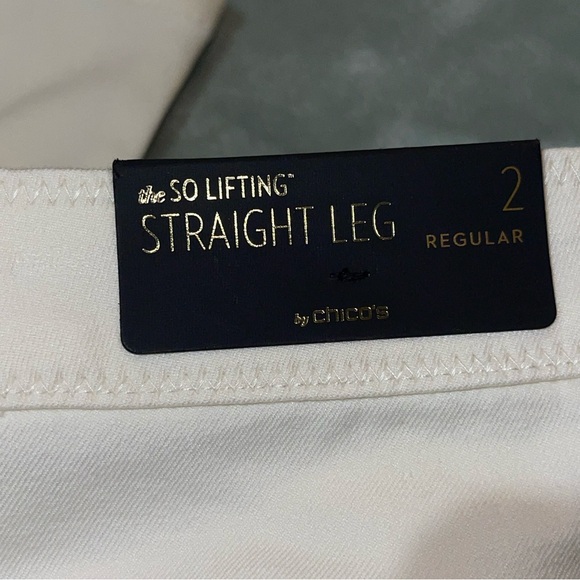 the SO LIFTING™
STRAIGHT LEG
2
REGULAR
by chico's